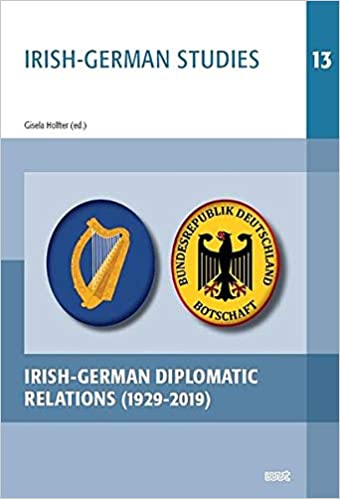 IRISH-GERMAN STUDIES
13
Gisela Holfter (ed.)
BUNDESREPUBLIK DEUTSCHLAND
BOTSCHAFT
IRISH-GERMAN DIPLOMATIC
RELATIONS (1929-2019)